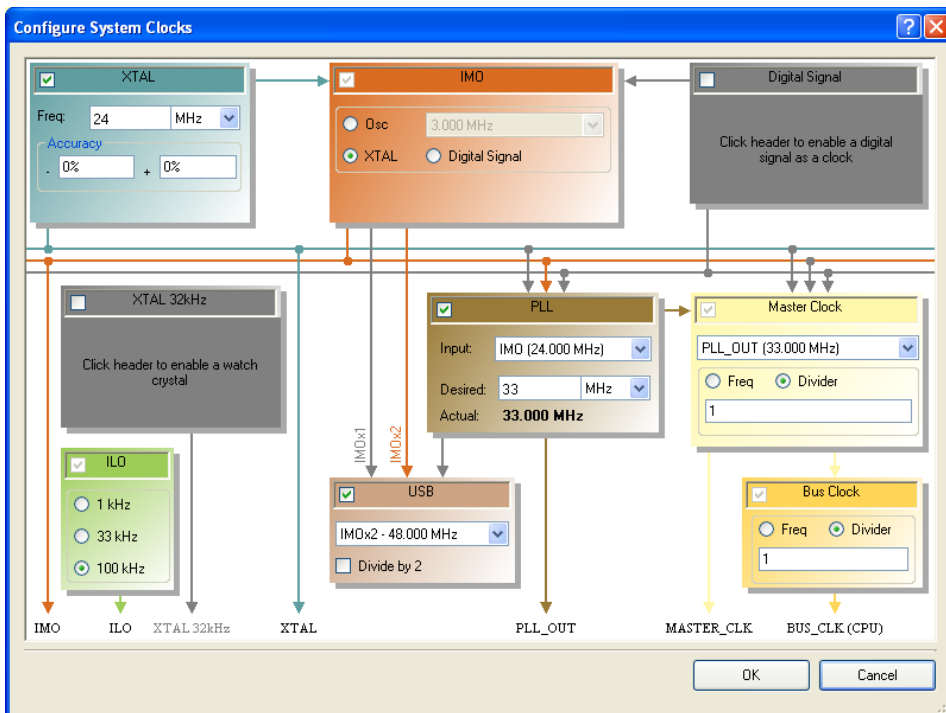 Configure System Clocks
XTAL
Freq: 24 MHz
Accuracy
- 0% + 0%
IMO
Osc 3.000 MHz
XTAL Digital Signal
Digital Signal
Click header to enable a digital
signal as a clock
XTAL 32kHz
Click header to enable a watch
crystal
PLL
Input: IMO (24.000 MHz)
Desired: 33 MHz
Actual: 33.000 MHz
Master Clock
PLL_OUT (33.000 MHz)
Freq Divider
1
IMOx1
IMOx2
ILO
1 kHz
33 kHz
100 kHz
USB
IMOx2 - 48.000 MHz
Divide by 2
Bus Clock
Freq Divider
1
IMO ILO XTAL 32kHz XTAL PLL_OUT MASTER_CLK BUS_CLK (CPU)
OK Cancel